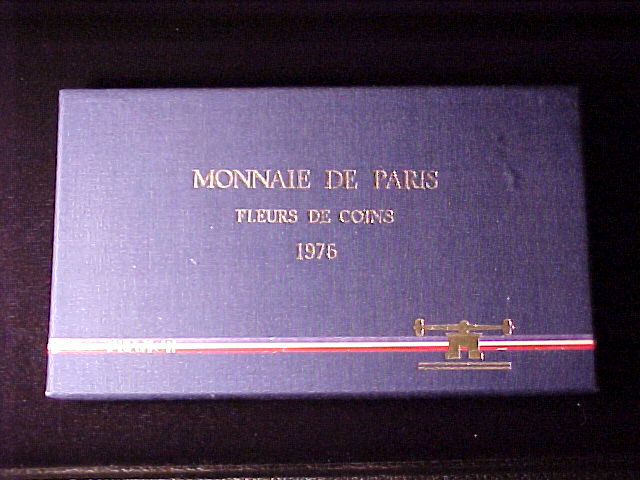 MONNAIE DE PARIS
FLEURS DE COINS
1976